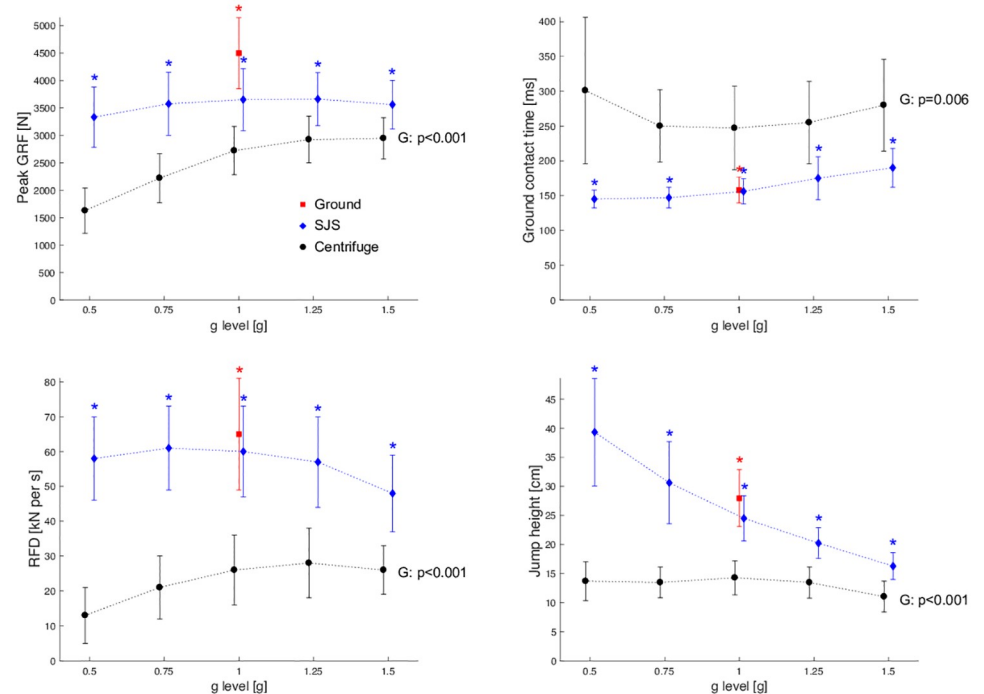 Peak GRF [N]
5000
4500
4000
3500
3000
2500
2000
1500
1000
500
0
0.5 0.75 1 1.25 1.5
g level [g]
G: p<0.001
Ground
SJS
Centrifuge
* * * * * *
Ground contact time [ms]
400
350
300
250
200
150
100
50
0
0.5 0.75 1 1.25 1.5
g level [g]
G: p=0.006
* * * * * *
RFD [kN per s]
80
70
60
50
40
30
20
10
0
0.5 0.75 1 1.25 1.5
g level [g]
G: p<0.001
* * * * * *
Jump height [cm]
45
40
35
30
25
20
15
10
5
0
0.5 0.75 1 1.25 1.5
g level [g]
G: p<0.001
* * * * * *